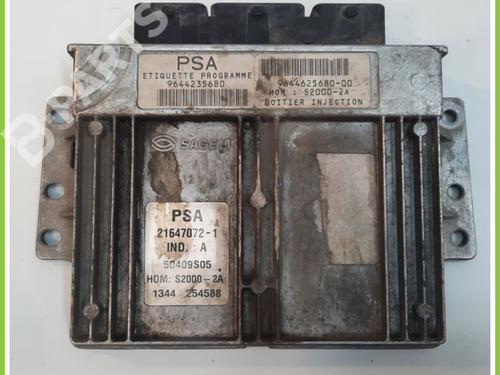 PSA
ETIQUETTE PROGRAMME
9644235680
9644625680-00
HOM : S2000-2A
BOITIER INJECTION
SAGEM
PSA
21647072-1
IND. : A
50409S05
HOM: S2000-2A
1344 254588
B PARTS